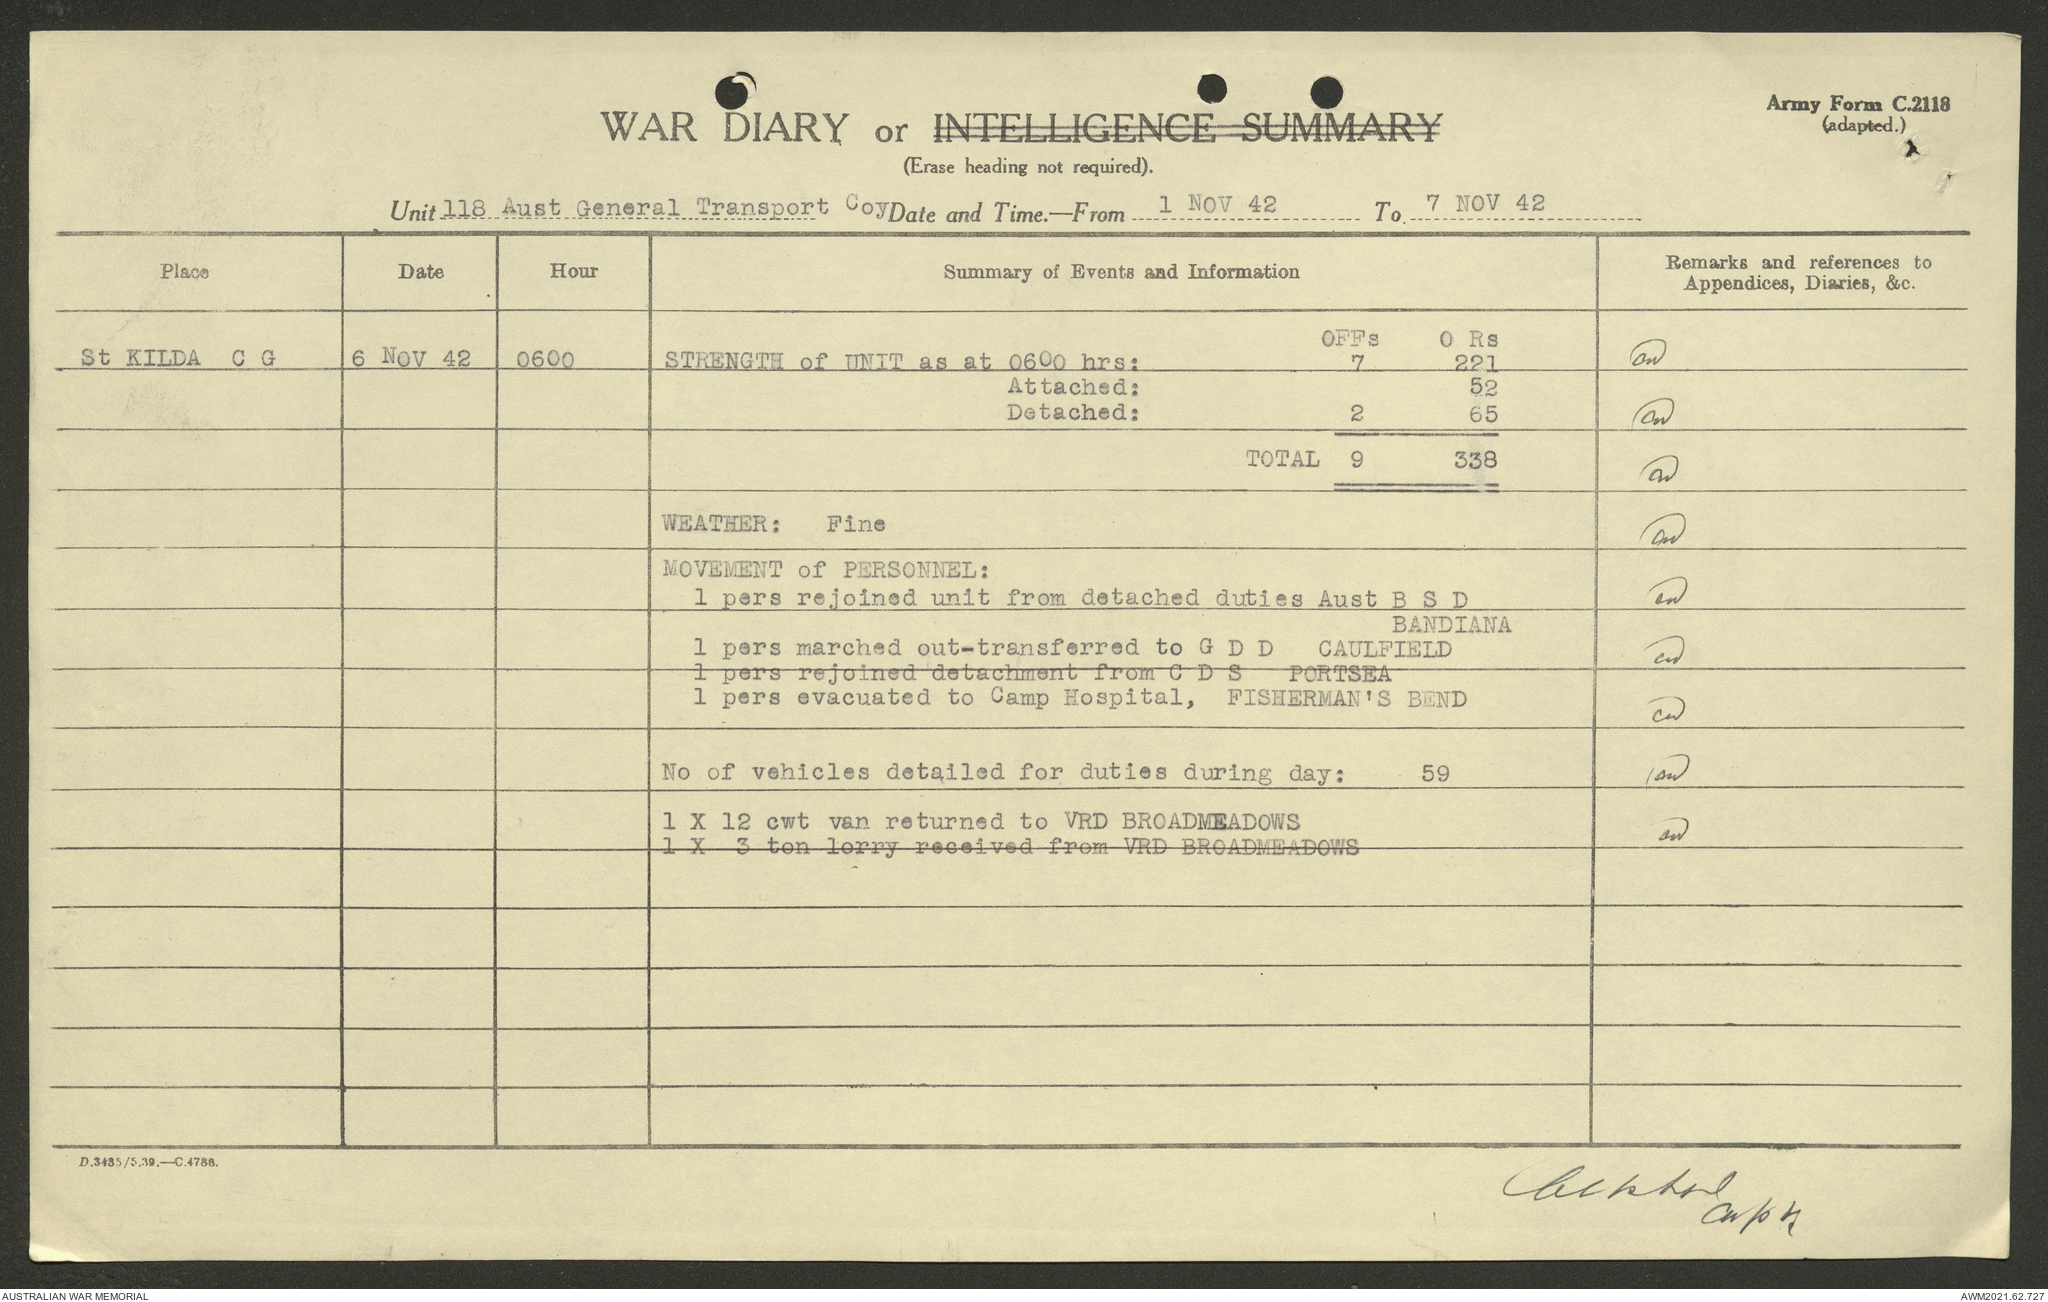 WAR DIARY or INTELLIGENCE SUMMARY
Army Form C.2118
(adapted.)
(Erase heading not required).
Unit 118 Aust General Transport Coy Date and Time.—From 1 NOV 42 To 7 NOV 42
Place Date Hour Summary of Events and Information Remarks and references to
Appendices, Diaries, &c.
OFFs O Rs
St KILDA C G 6 NOV 42 0600 STRENGTH of UNIT as at 0600 hrs: 7 221
Attached: 52
Detached: 2 65
TOTAL 9 338
WEATHER: Fine
MOVEMENT of PERSONNEL:
1 pers rejoined unit from detached duties Aust B S D
BANDIANA
1 pers marched out-transferred to G D D CAULFIELD
1 pers rejoined detachment from C D S PORTSEA
1 pers evacuated to Camp Hospital, FISHERMAN'S BEND
No of vehicles detailed for duties during day: 59
1 X 12 cwt van returned to VRD BROADMEADOWS
1 X 3 ton lorry received from VRD BROADMEADOWS
D.3435/5.39.—C.4786.
Capt
AUSTRALIAN WAR MEMORIAL
AWM2021.62.727